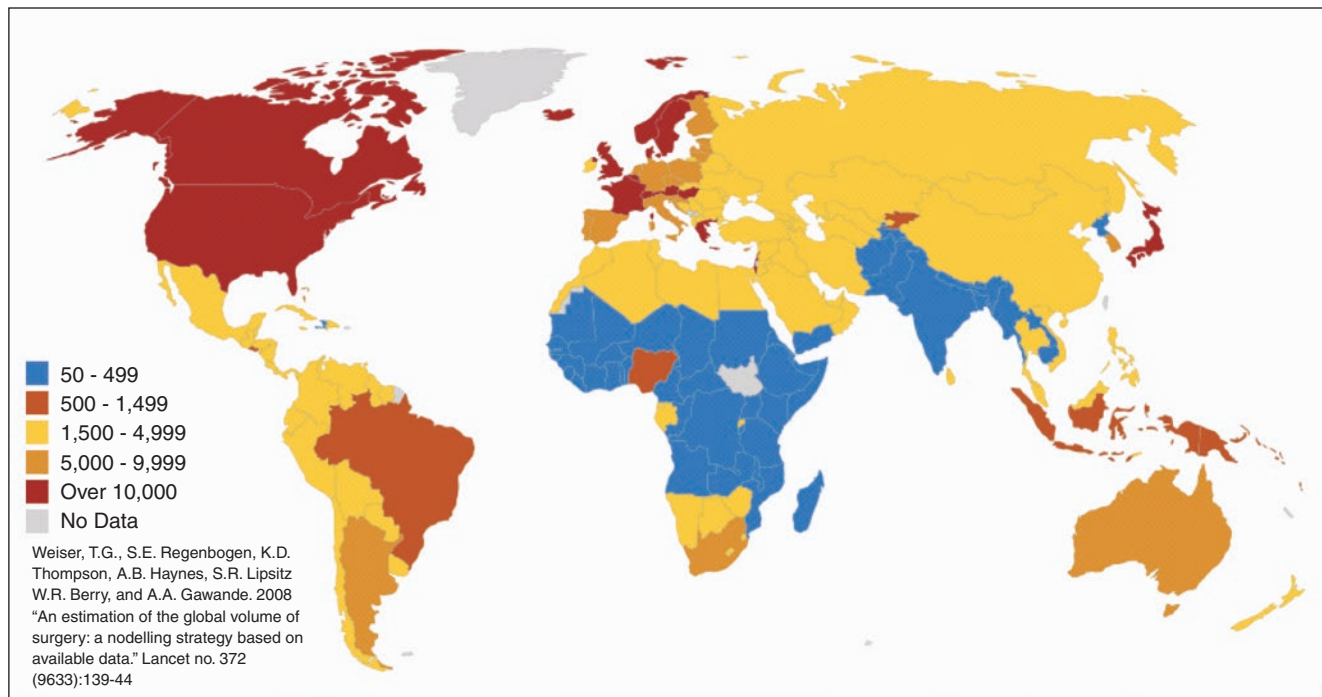 50 - 499
500 - 1,499
1,500 - 4,999
5,000 - 9,999
Over 10,000
No Data
Weiser, T.G., S.E. Regenbogen, K.D.
Thompson, A.B. Haynes, S.R. Lipsitz
W.R. Berry, and A.A. Gawande. 2008
“An estimation of the global volume of
surgery: a nodelling strategy based on
available data.” Lancet no. 372
(9633):139-44